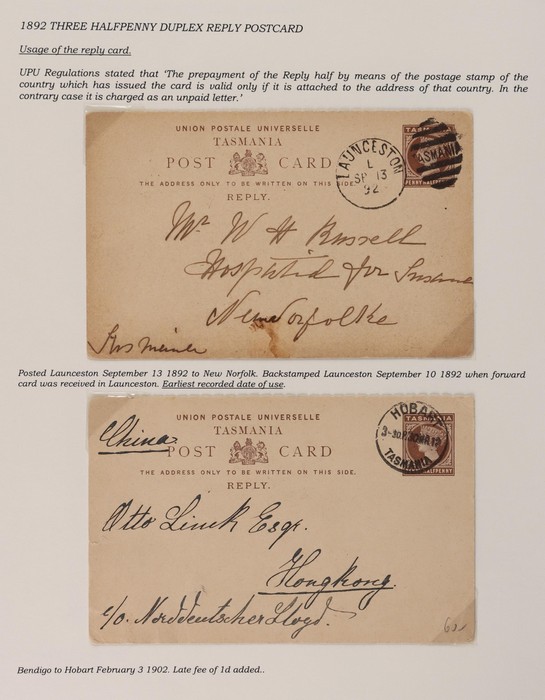 1892 THREE HALFPENNY DUPLEX REPLY POSTCARD
Usage of the reply card.
UPU Regulations stated that 'The prepayment of the Reply half by means of the postage stamp of the
country which has issued the card is valid only if it is attached to the address of that country. In the
contrary case it is charged as an unpaid letter.'
UNION POSTALE UNIVERSELLE
TASMANIA
POST CARD
THE ADDRESS ONLY TO BE WRITTEN ON THIS SIDE.
REPLY.
LAUNCESTON
L
SP 13
92
TASMANIA
Mr W H Russell
Hospital for Insane
New Norfolke
Posted Launceston September 13 1892 to New Norfolk. Backstamped Launceston September 10 1892 when forward
card was received in Launceston. Earliest recorded date of use.
UNION POSTALE UNIVERSELLE
TASMANIA
POST CARD
THE ADDRESS ONLY TO BE WRITTEN ON THIS SIDE.
REPLY.
HOBART
TASMANIA
HALFPENNY
China
Otto Linck Esqr.
Hongkong.
c/o. Norddeutscher Lloyd.
Bendigo to Hobart February 3 1902. Late fee of 1d added..